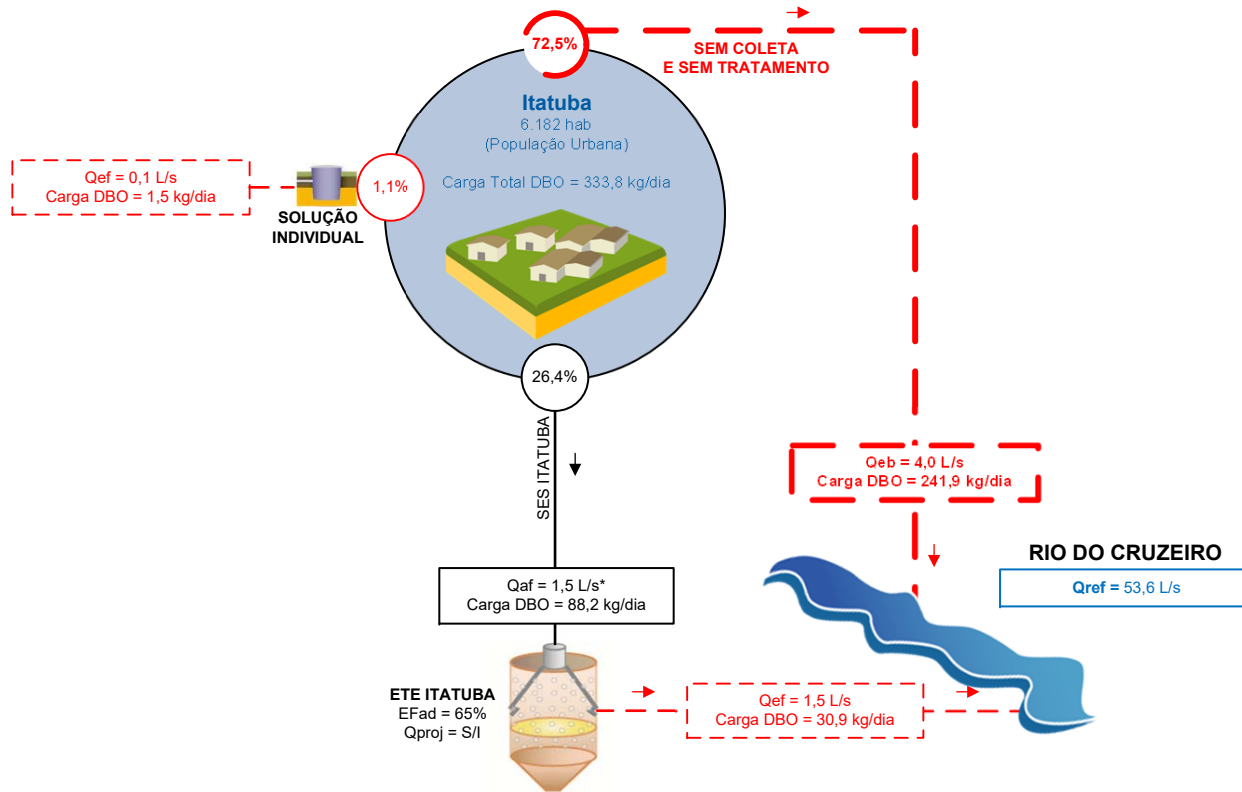 72,5%
SEM COLETA
E SEM TRATAMENTO
Itatuba
6.182 hab
(População Urbana)
Carga Total DBO = 333,8 kg/dia
Qef = 0,1 L/s
Carga DBO = 1,5 kg/dia
1,1%
SOLUÇÃO
INDIVIDUAL
26,4%
SES ITATUBA
Qeb = 4,0 L/s
Carga DBO = 241,9 kg/dia
RIO DO CRUZEIRO
Qref = 53,6 L/s
Qaf = 1,5 L/s*
Carga DBO = 88,2 kg/dia
ETE ITATUBA
EFad = 65%
Qproj = S/I
Qef = 1,5 L/s
Carga DBO = 30,9 kg/dia